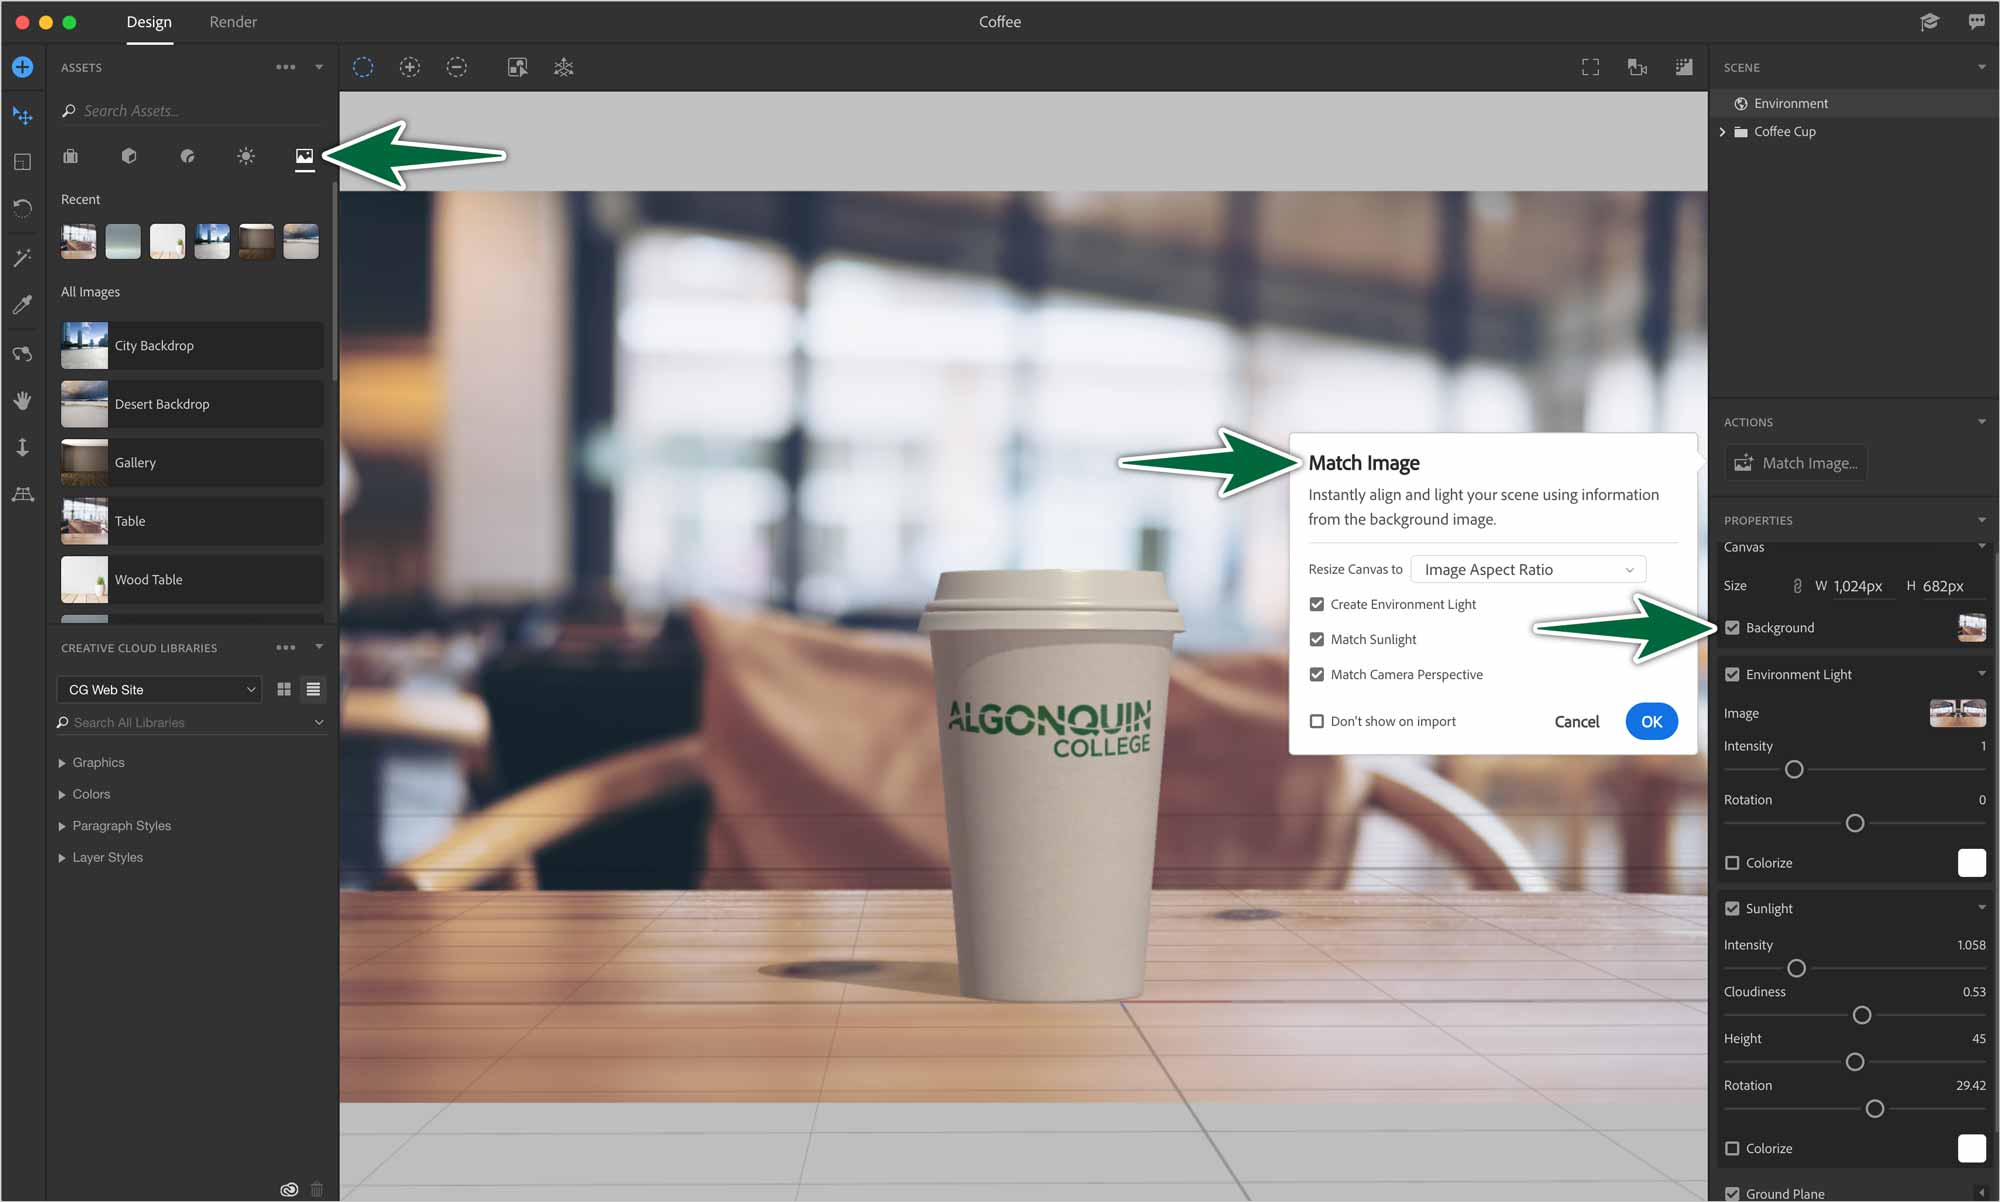 Design
Render
Coffee
ASSETS
Search Assets...
Recent
All Images
City Backdrop
Desert Backdrop
Gallery
Table
Wood Table
CREATIVE CLOUD LIBRARIES
CG Web Site
Search All Libraries
Graphics
Colors
Paragraph Styles
Layer Styles
ALGONQUIN
COLLEGE
Match Image
Instantly align and light your scene using information
from the background image.
Resize Canvas to Image Aspect Ratio
Create Environment Light
Match Sunlight
Match Camera Perspective
Don't show on import
Cancel
OK
SCENE
Environment
Coffee Cup
ACTIONS
Match Image...
PROPERTIES
Canvas
Size W 1,024px H 682px
Background
Environment Light
Image
Intensity 1
Rotation 0
Colorize
Sunlight
Intensity 1.058
Cloudiness 0.53
Height 45
Rotation 29.42
Colorize
Ground Plane